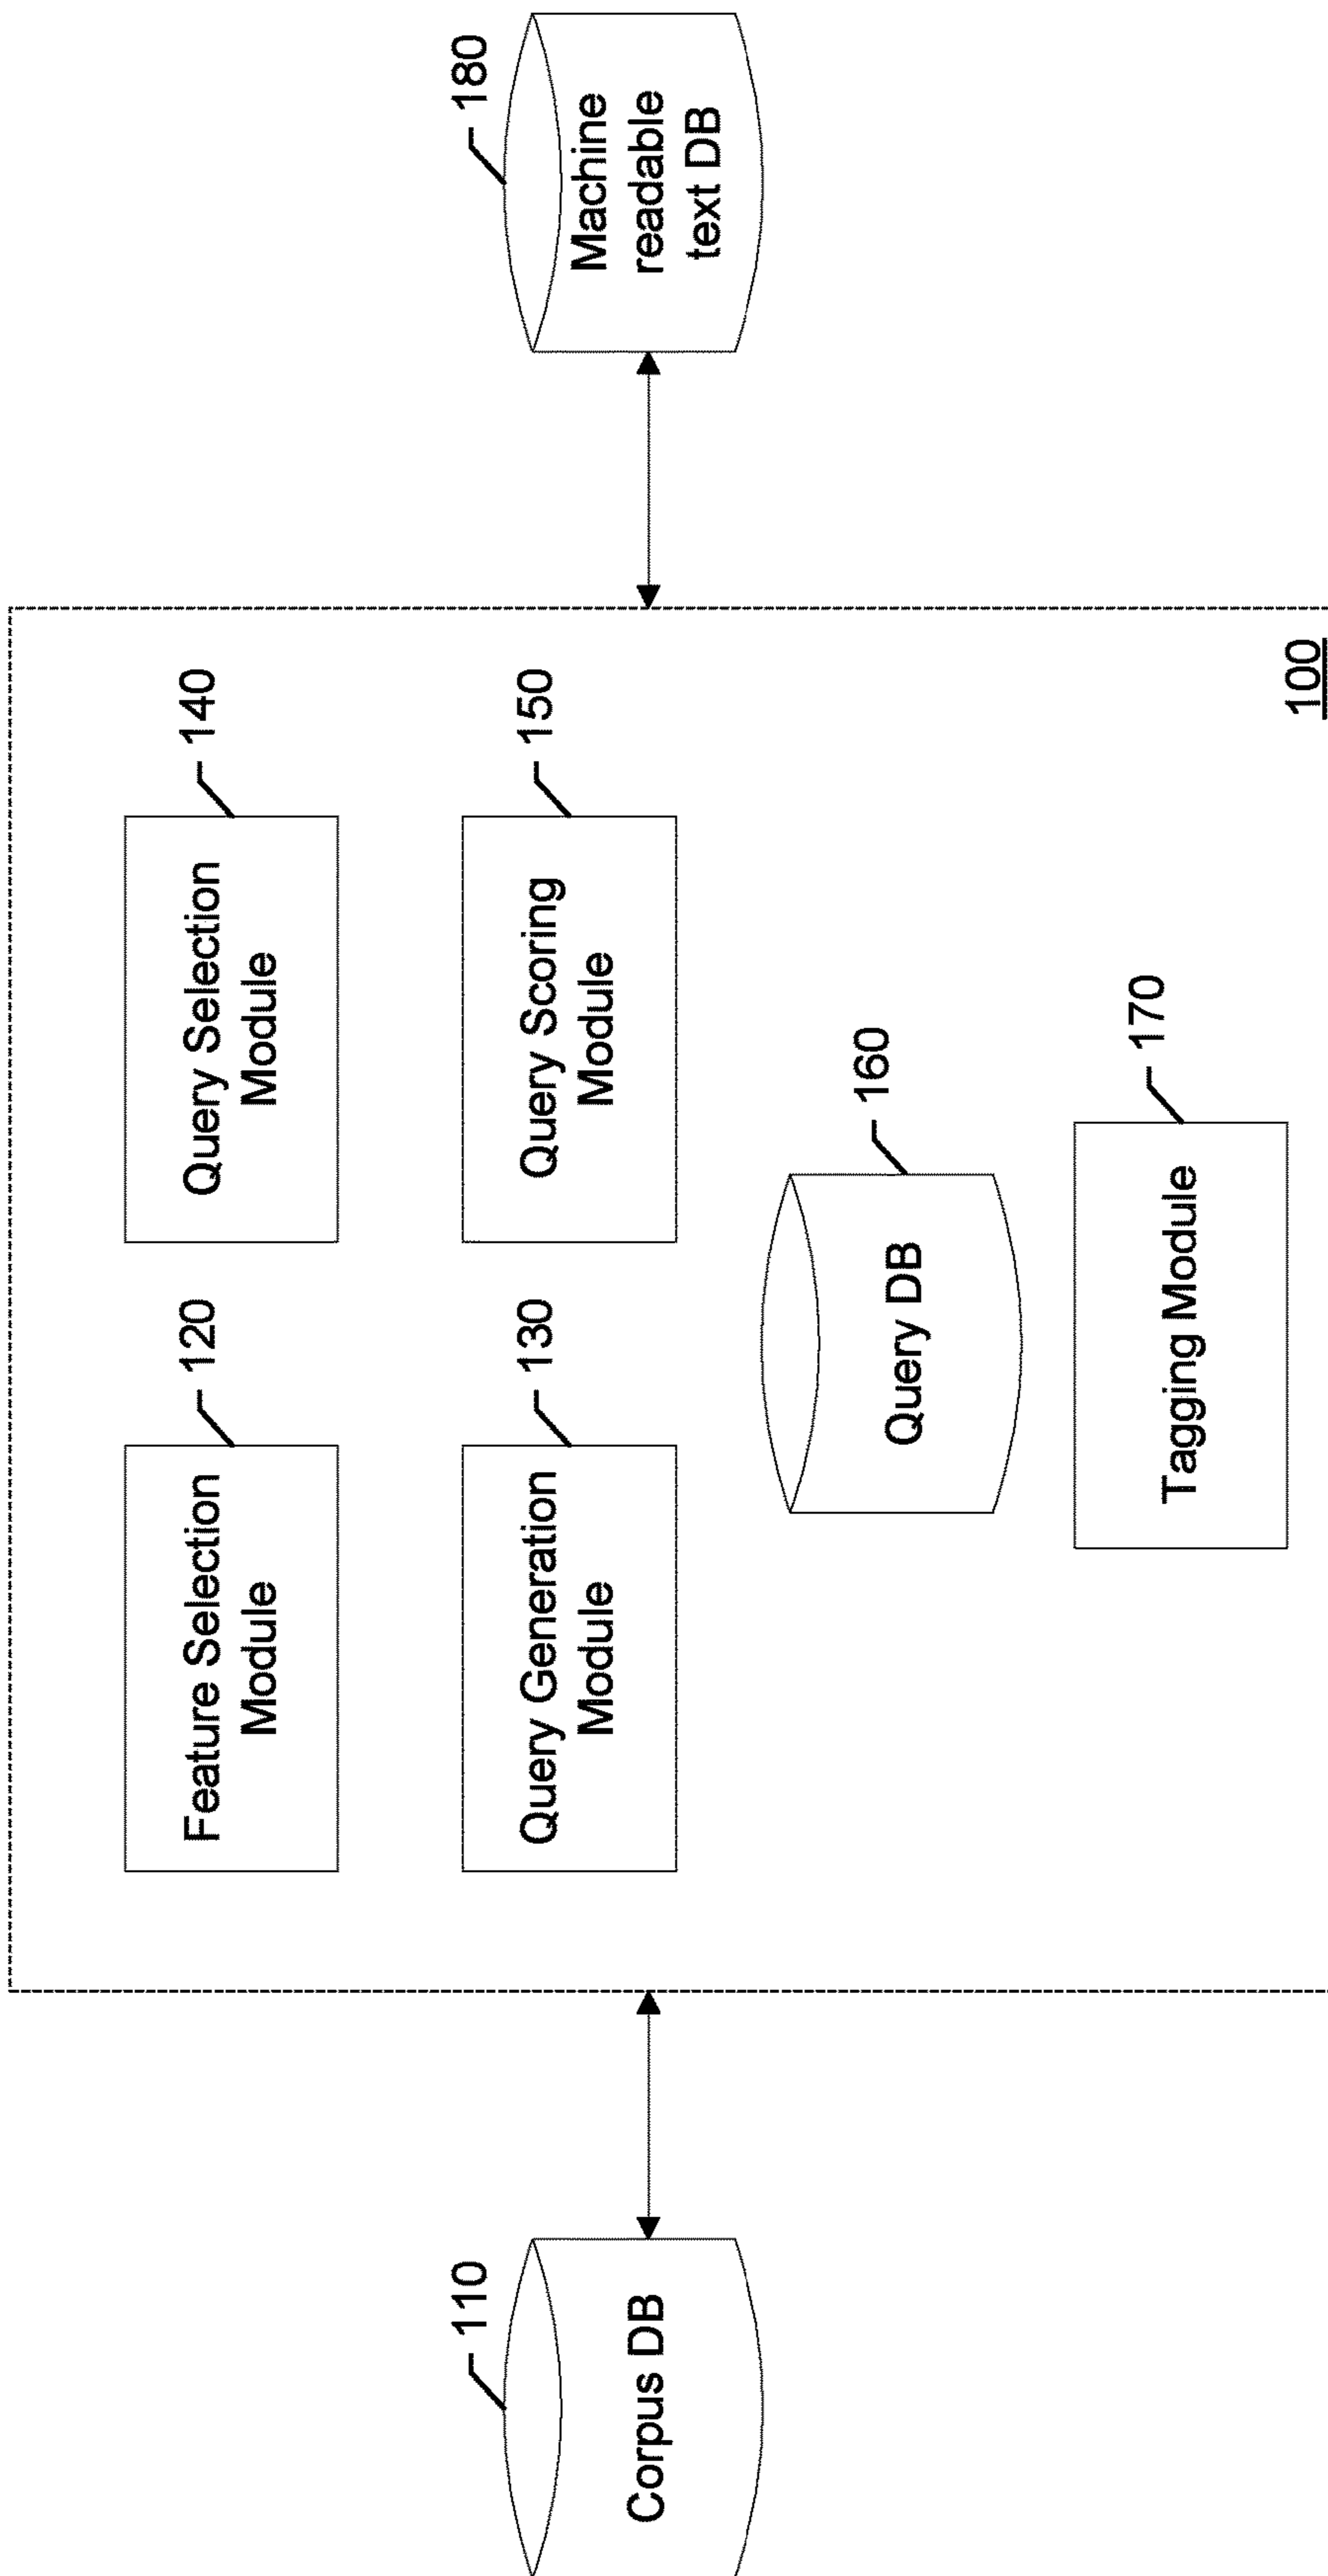 110
Corpus DB
120
Feature Selection
Module
140
Query Selection
Module
130
Query Generation
Module
150
Query Scoring
Module
160
Query DB
170
Tagging Module
100
180
Machine
readable
text DB